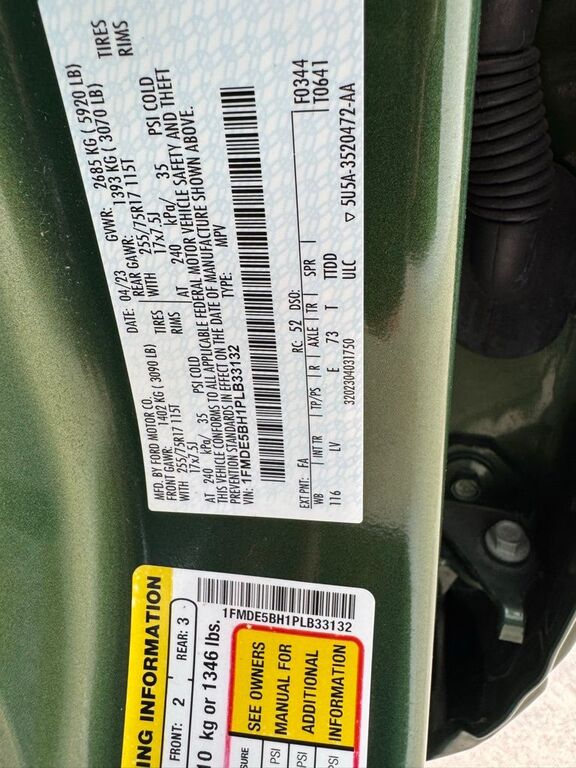 MFD. BY FORD MOTOR CO. DATE: 04/23 GVWR: 2685 KG ( 5920 LB)
FRONT GAWR: 1402 KG ( 3090 LB) REAR GAWR: 1393 KG ( 3070 LB)
WITH 255/75R17 115T TIRES WITH 255/75R17 115T TIRES
17x7.5J RIMS 17x7.5J RIMS
AT 240 kPa/ 35 PSI COLD AT 240 kPa/ 35 PSI COLD
THIS VEHICLE CONFORMS TO ALL APPLICABLE FEDERAL MOTOR VEHICLE SAFETY AND THEFT
PREVENTION STANDARDS IN EFFECT ON THE DATE OF MANUFACTURE SHOWN ABOVE.
VIN: 1FMDE5BH1PLB33132 TYPE: MPV
F0344
T0641
EXT PNT: FA RC: 52 DSO:
WB INT TR TP/PS R AXLE TR SPR
116 LV E 73 T TTDD
3202304031750 ULC ▽ 5U5A-3520472-AA
1FMDE5BH1PLB33132
ING INFORMATION
FRONT: 2 REAR: 3
10 kg or 1346 lbs.
SEE OWNERS
MANUAL FOR
ADDITIONAL
INFORMATION
SURE
PSI
PSI
PSI